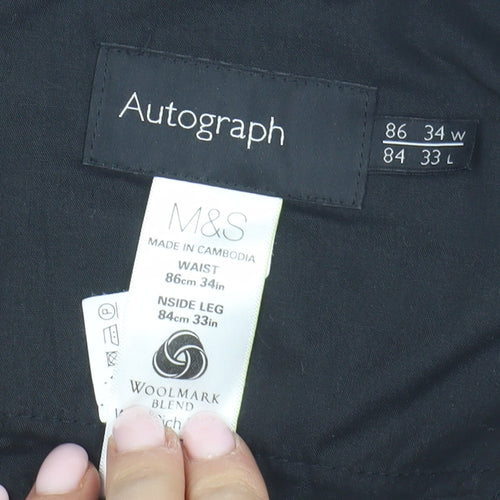 Autograph
86 34 W
84 33 L
M&S
MADE IN CAMBODIA
WAIST
86cm 34in
NSIDE LEG
84cm 33in
WOOLMARK
BLEND
P